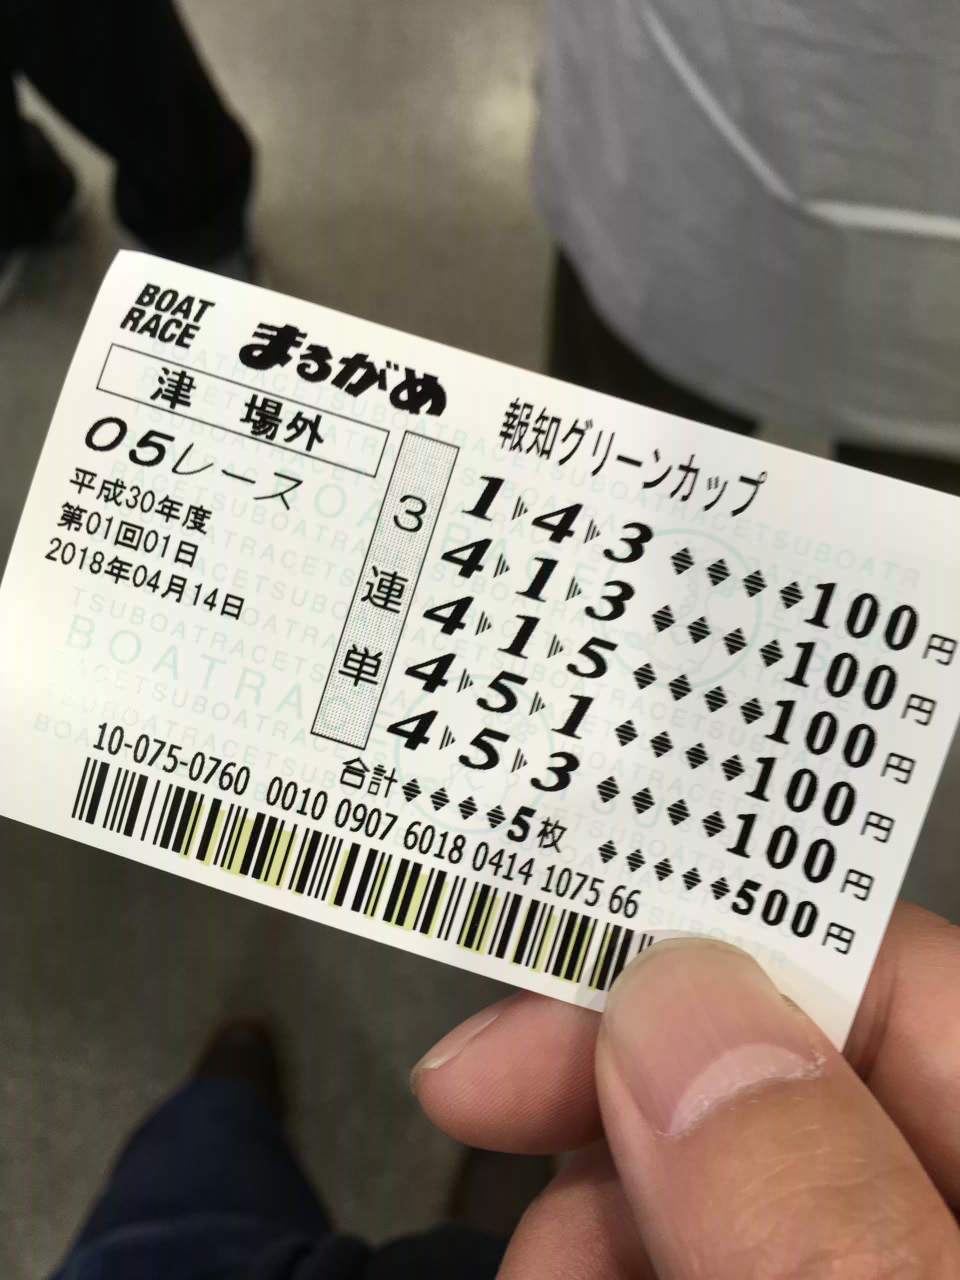 BOAT
RACE
まるがめ
報知グリーンカップ
津 場外
05レース
平成30年度
第01回01日
2018年04月14日
3連単
1▸4▸3 ◆◆◆◆100円
4▸1▸3 ◆◆◆◆100円
4▸1▸5 ◆◆◆◆100円
4▸5▸1 ◆◆◆◆100円
4▸5▸3 ◆◆◆◆100円
合計◆◆◆◆5枚 ◆◆◆◆500円
10-075-0760 0010 0907 6018 0414 1075 66